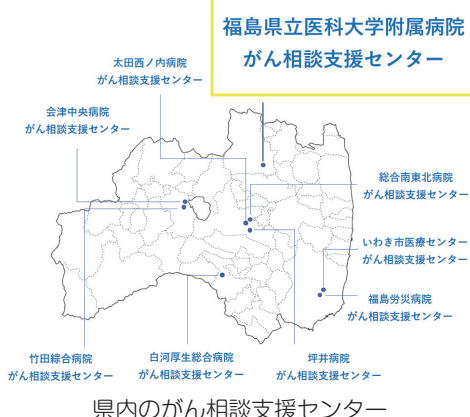 福島県立医科大学附属病院
がん相談支援センター
太田西ノ内病院
がん相談支援センター
会津中央病院
がん相談支援センター
総合南東北病院
がん相談支援センター
いわき市医療センター
がん相談支援センター
福島労災病院
がん相談支援センター
竹田綜合病院
がん相談支援センター
白河厚生総合病院
がん相談支援センター
坪井病院
がん相談支援センター
県内のがん相談支援センター